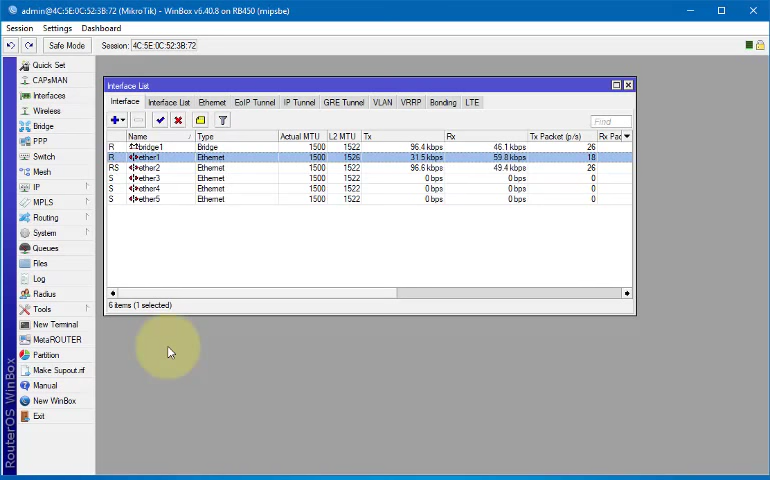 admin@4C:5E:0C:52:3B:72 (MikroTik) - WinBox v6.40.8 on RB450 (mipsbe)
Session Settings Dashboard
Safe Mode Session: 4C:5E:0C:52:3B:72
Quick Set
CAPsMAN
Interfaces
Wireless
Bridge
PPP
Switch
Mesh
IP
MPLS
Routing
System
Queues
Files
Log
Radius
Tools
New Terminal
MetaROUTER
Partition
Make Supout.rif
Manual
New WinBox
Exit
RouterOS WinBox
Interface List
Interface Interface List Ethernet EoIP Tunnel IP Tunnel GRE Tunnel VLAN VRRP Bonding LTE
Find
Name / Type Actual MTU L2 MTU Tx Rx Tx Packet (p/s) Rx Pac
R bridge1 Bridge 1500 1522 96.4 kbps 46.1 kbps 26
R ether1 Ethernet 1500 1526 31.5 kbps 59.8 kbps 18
RS ether2 Ethernet 1500 1522 96.6 kbps 49.4 kbps 26
S ether3 Ethernet 1500 1522 0 bps 0 bps 0
S ether4 Ethernet 1500 1522 0 bps 0 bps 0
S ether5 Ethernet 1500 1522 0 bps 0 bps 0
6 items (1 selected)